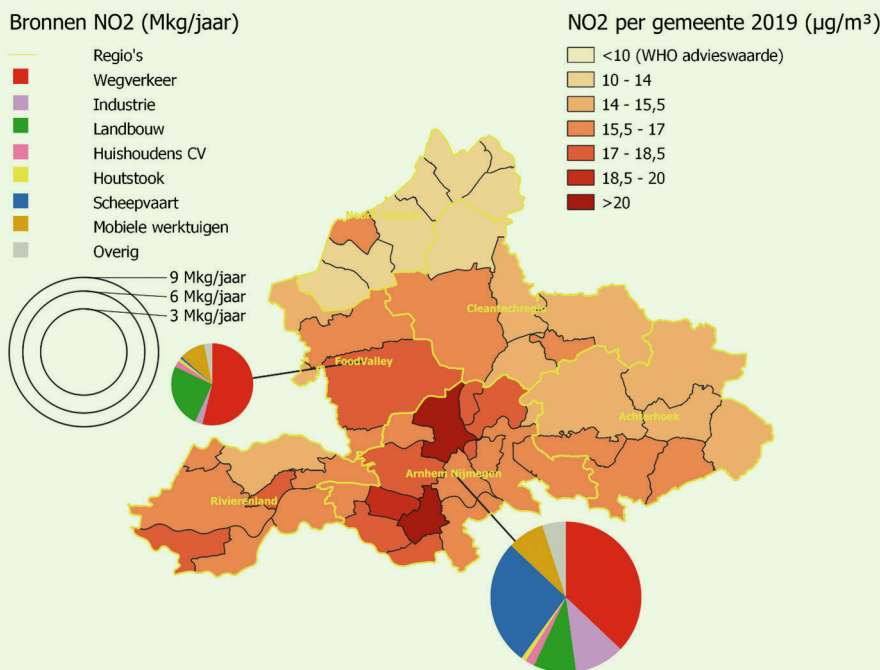 Bronnen NO2 (Mkg/jaar)
Regio's
Wegverkeer
Industrie
Landbouw
Huishoudens CV
Houtstook
Scheepvaart
Mobiele werktuigen
Overig
9 Mkg/jaar
6 Mkg/jaar
3 Mkg/jaar
NO2 per gemeente 2019 (µg/m³)
<10 (WHO advieswaarde)
10 - 14
14 - 15,5
15,5 - 17
17 - 18,5
18,5 - 20
>20
Cleantechregio
FoodValley
Achterhoek
Arnhem Nijmegen
Rivierenland